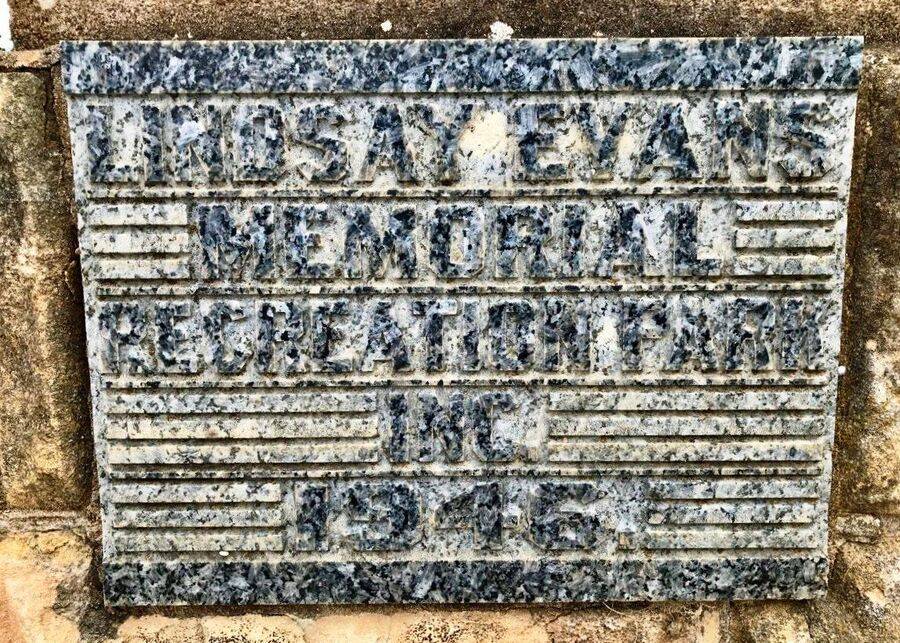 LINDSAY EVANS
MEMORIAL
RECREATION PARK
INC.
1946.